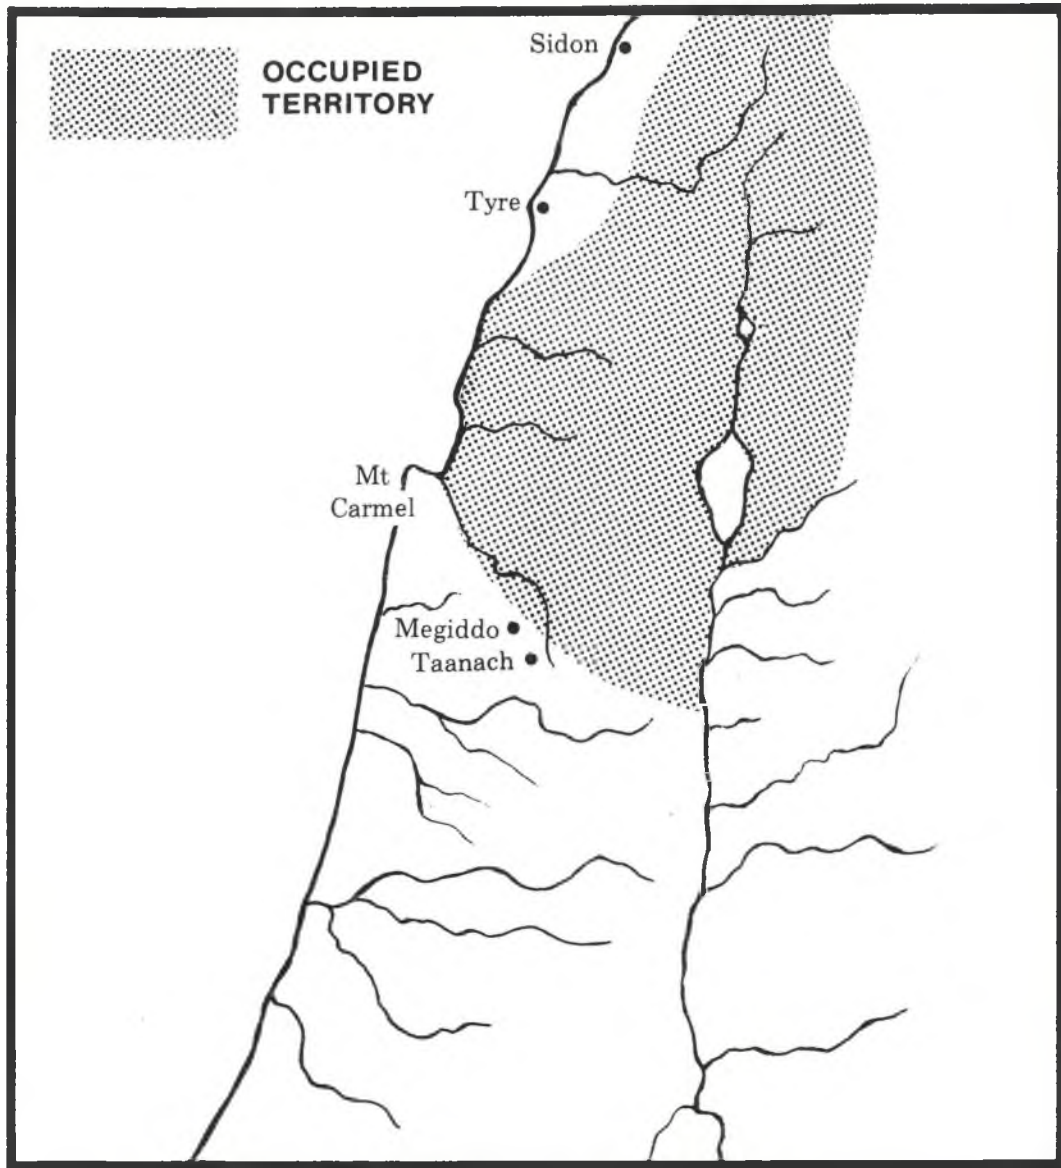 OCCUPIED
TERRITORY
Sidon
Tyre
Mt
Carmel
Megiddo
Taanach